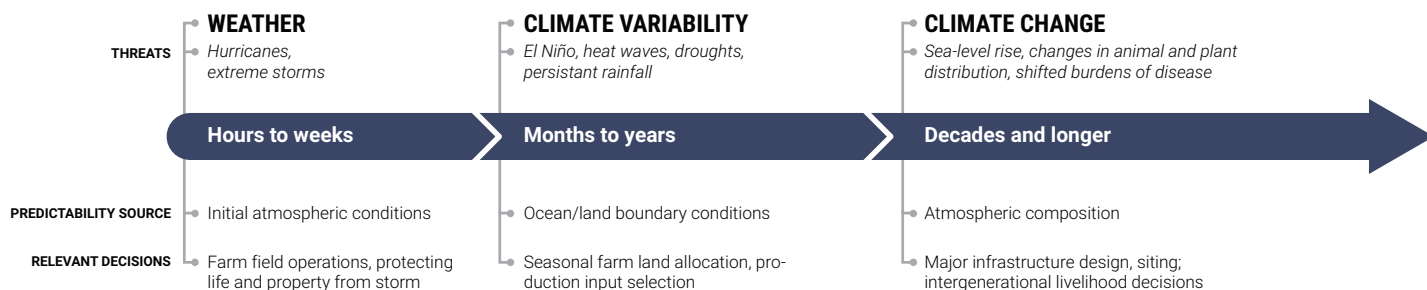 WEATHER
CLIMATE VARIABILITY
CLIMATE CHANGE
THREATS
Hurricanes,
extreme storms
El Niño, heat waves, droughts,
persistant rainfall
Sea-level rise, changes in animal and plant
distribution, shifted burdens of disease
Hours to weeks
Months to years
Decades and longer
PREDICTABILITY SOURCE
Initial atmospheric conditions
Ocean/land boundary conditions
Atmospheric composition
RELEVANT DECISIONS
Farm field operations, protecting
life and property from storm
Seasonal farm land allocation, pro-
duction input selection
Major infrastructure design, siting;
intergenerational livelihood decisions